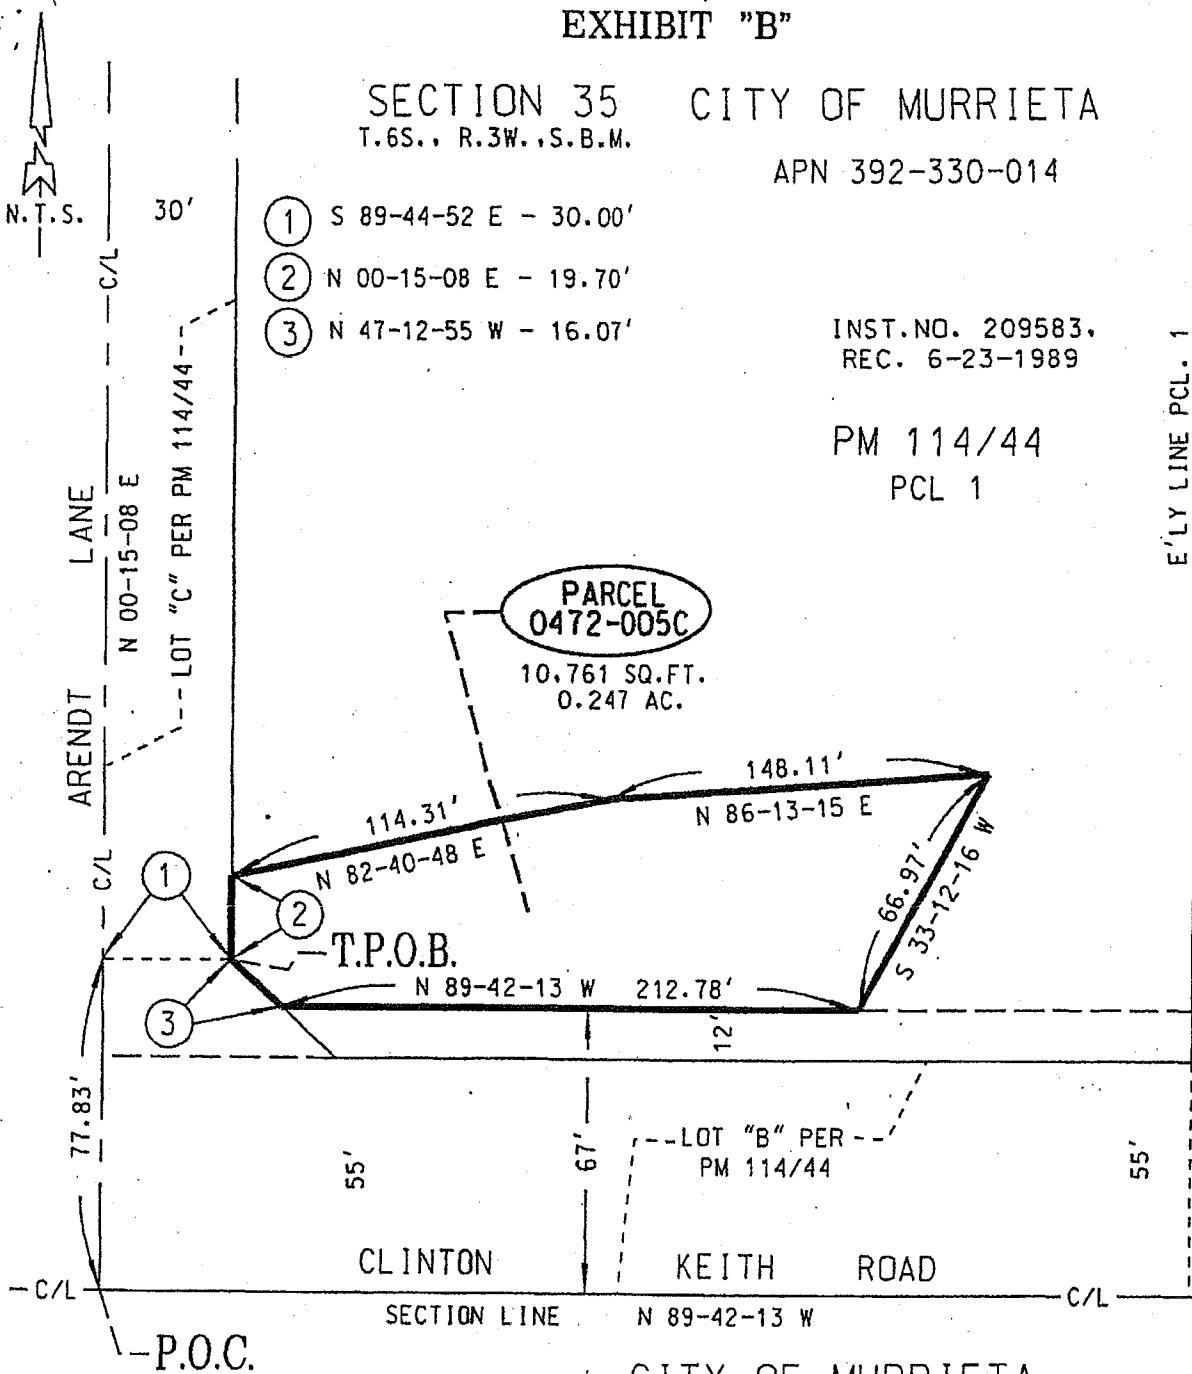 EXHIBIT "B"
SECTION 35 CITY OF MURRIETA
T.6S., R.3W.,S.B.M.
APN 392-330-014
N.T.S.
30'
1 S 89-44-52 E - 30.00'
2 N 00-15-08 E - 19.70'
3 N 47-12-55 W - 16.07'
C/L
INST.NO. 209583,
REC. 6-23-1989
E'LY LINE PCL. 1
PM 114/44
PCL 1
ARENDT LANE
N 00-15-08 E
LOT "C" PER PM 114/44
PARCEL
0472-005C
10,761 SQ.FT.
0.247 AC.
148.11'
N 86-13-15 E
114.31'
N 82-40-48 E
C/L
1
2
66.97'
S 33-12-16 W
T.P.O.B.
N 89-42-13 W 212.78'
3
12'
77.83'
55'
67'
LOT "B" PER
PM 114/44
55'
CLINTON KEITH ROAD
C/L
C/L
SECTION LINE N 89-42-13 W
P.O.C.
CITY OF MURRIETA